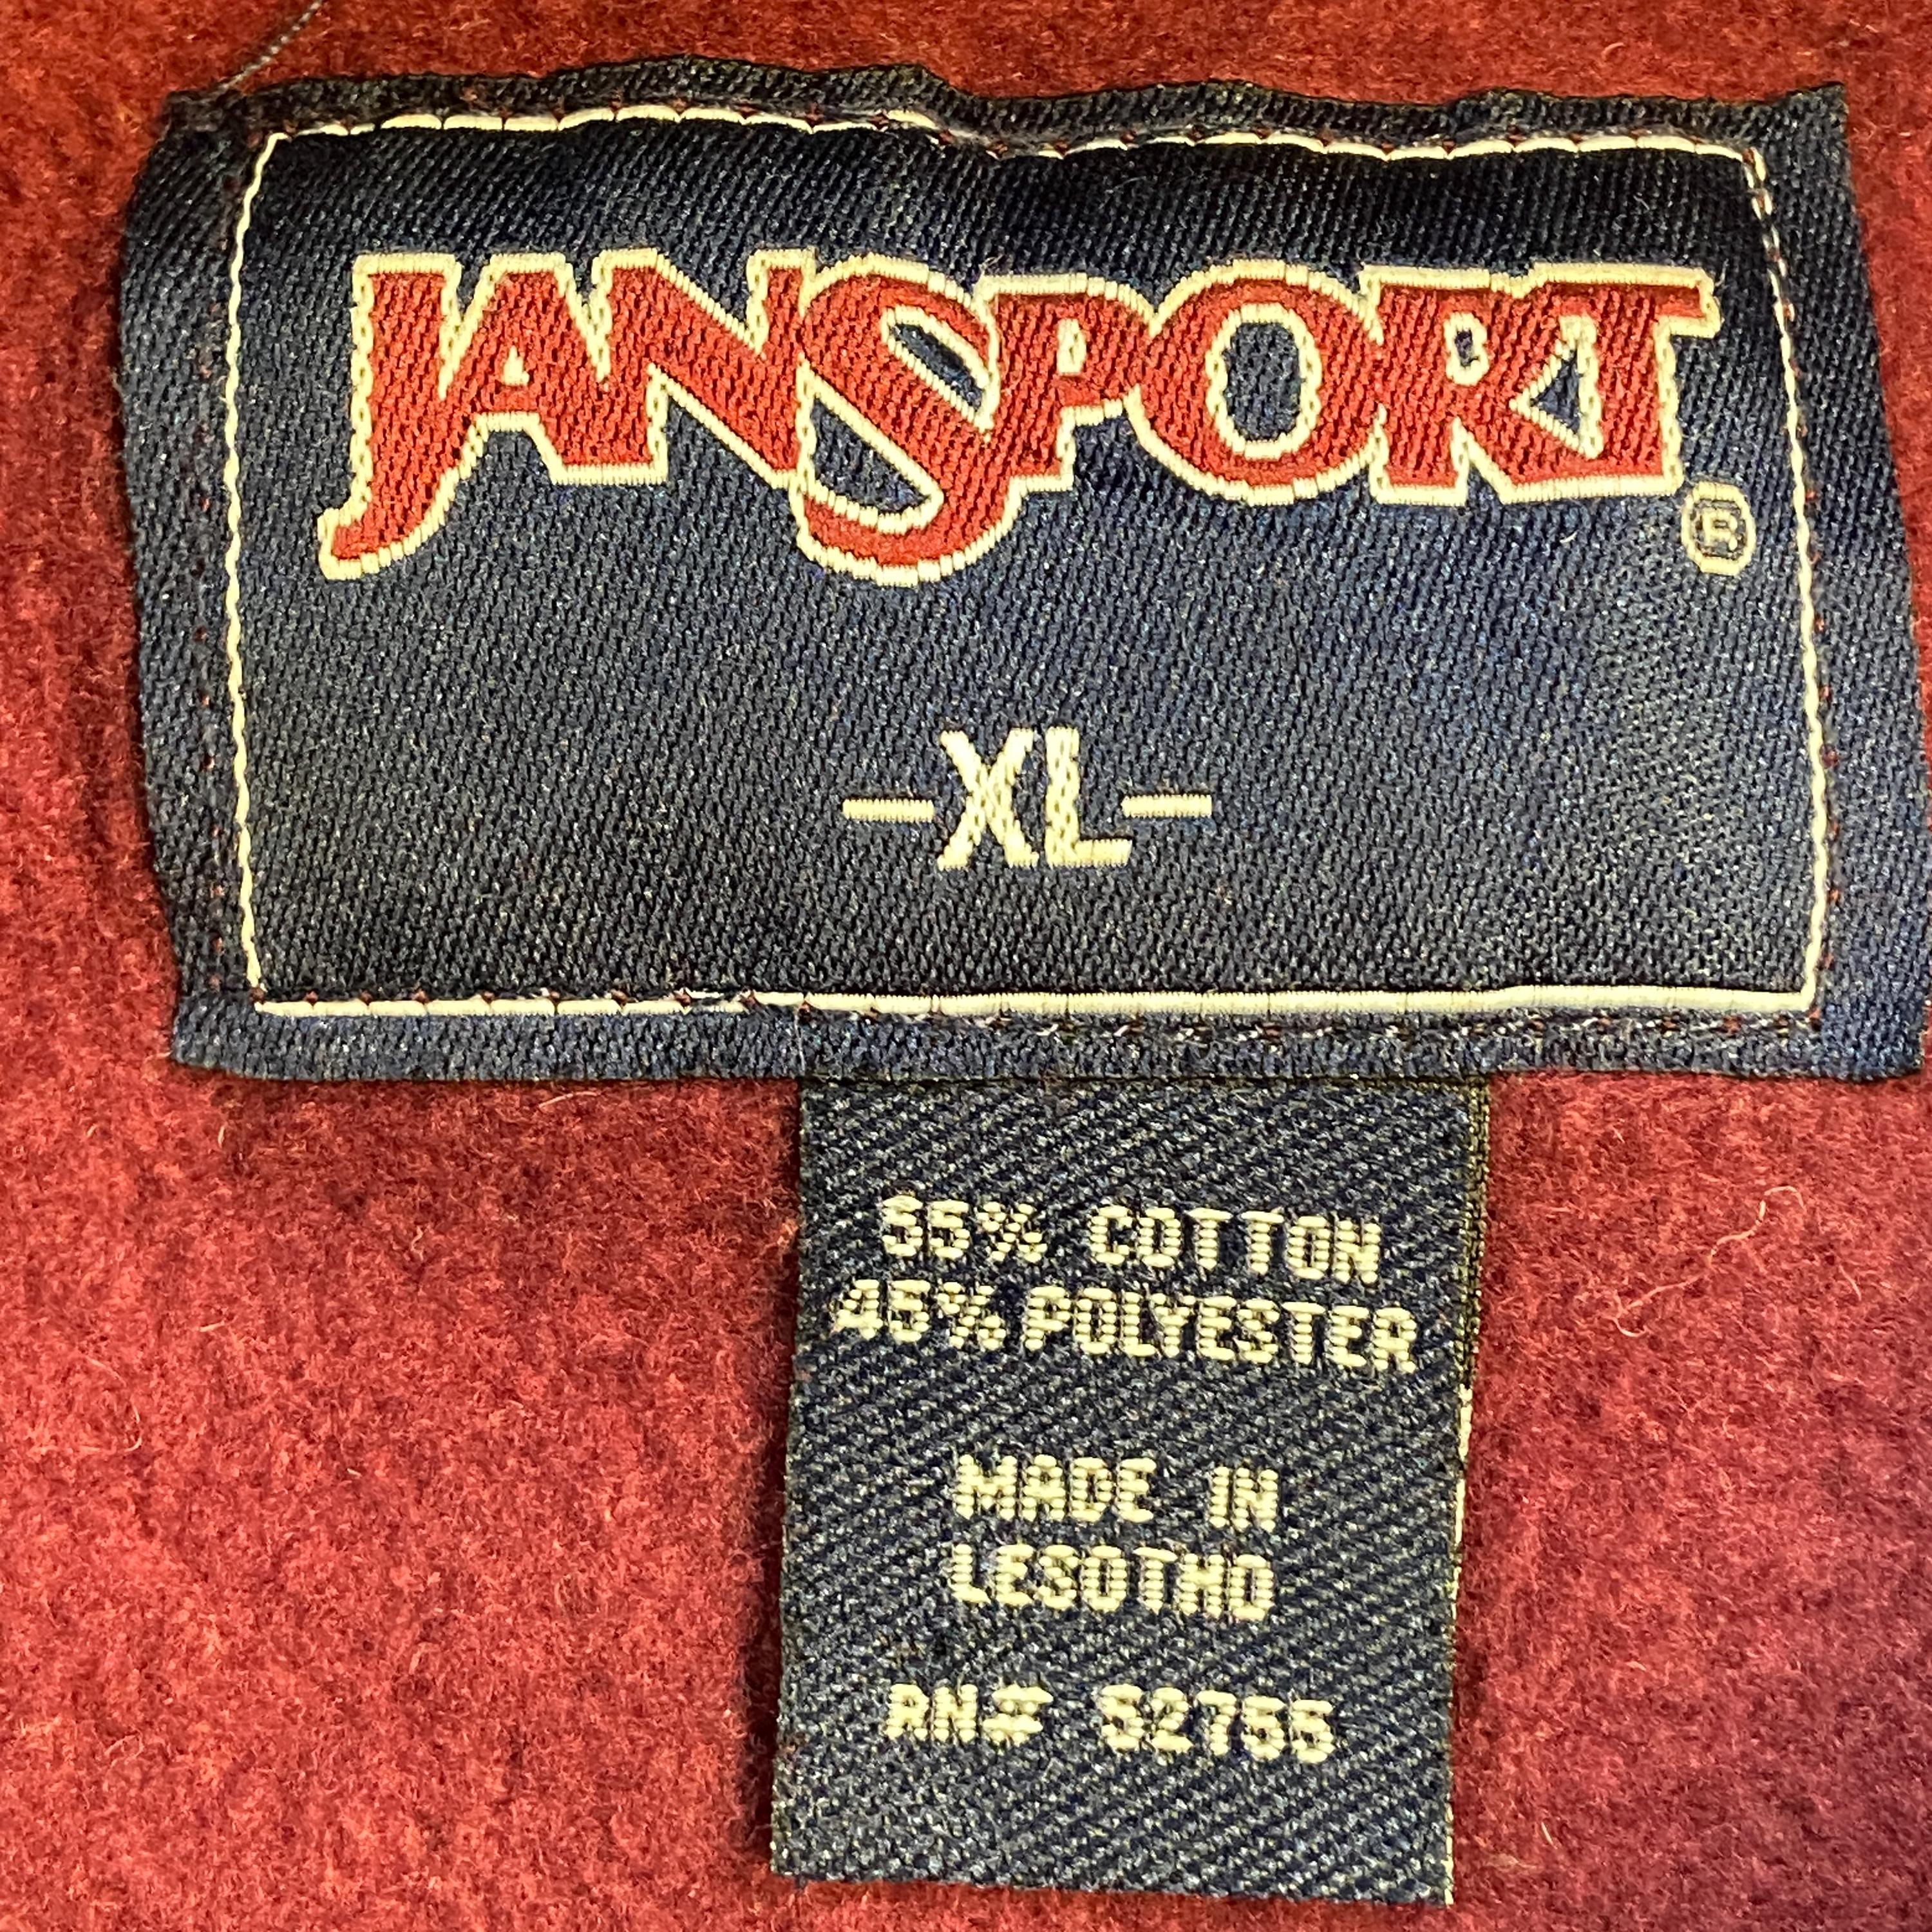 JANSPORT®
-XL-
55% COTTON
45% POLYESTER
MADE IN
LESOTHO
RN# 52755